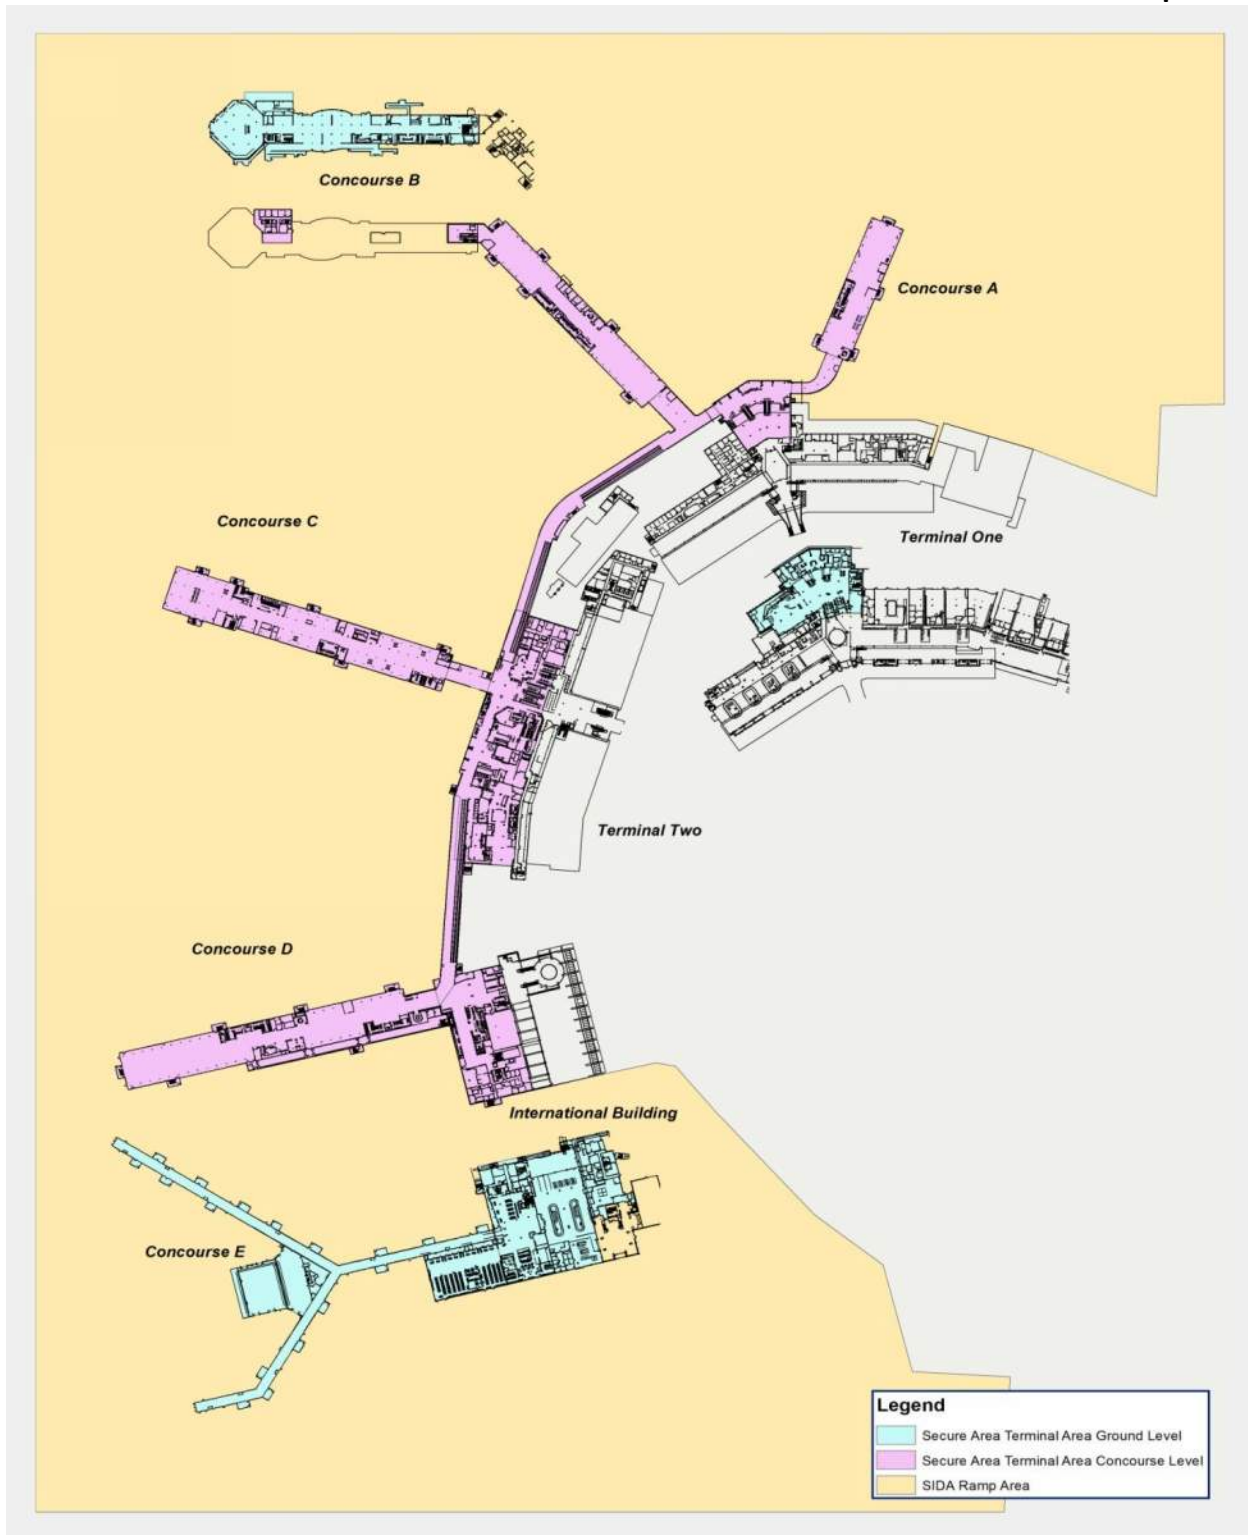 Concourse B
Concourse A
Concourse C
Terminal One
Terminal Two
Concourse D
International Building
Concourse E
Legend
Secure Area Terminal Area Ground Level
Secure Area Terminal Area Concourse Level
SIDA Ramp Area